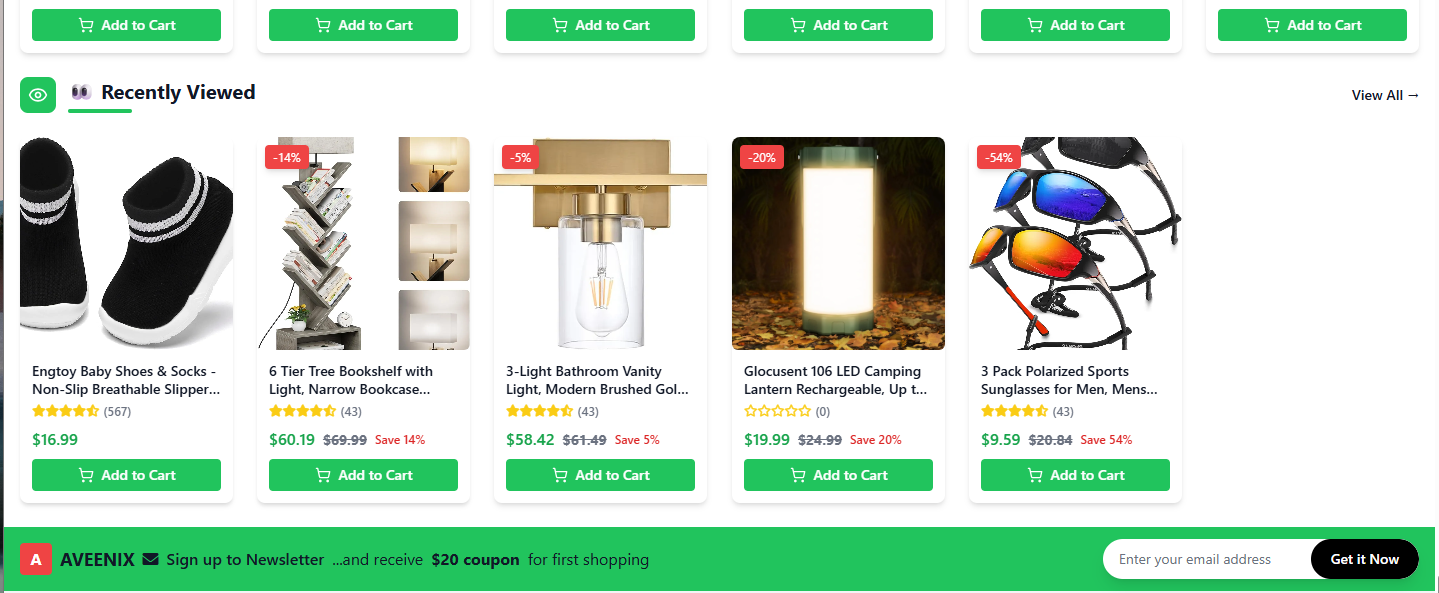 Add to Cart Add to Cart Add to Cart Add to Cart Add to Cart Add to Cart
👀 Recently Viewed View All →
-14% -5% -20% -54%
Engtoy Baby Shoes & Socks -
Non-Slip Breathable Slipper...
(567)
$16.99
Add to Cart
6 Tier Tree Bookshelf with
Light, Narrow Bookcase...
(43)
$60.19 $69.99 Save 14%
Add to Cart
3-Light Bathroom Vanity
Light, Modern Brushed Gol...
(43)
$58.42 $61.49 Save 5%
Add to Cart
Glocusent 106 LED Camping
Lantern Rechargeable, Up t...
(0)
$19.99 $24.99 Save 20%
Add to Cart
3 Pack Polarized Sports
Sunglasses for Men, Mens...
(43)
$9.59 $20.84 Save 54%
Add to Cart
A AVEENIX Sign up to Newsletter ...and receive $20 coupon for first shopping Enter your email address Get it Now